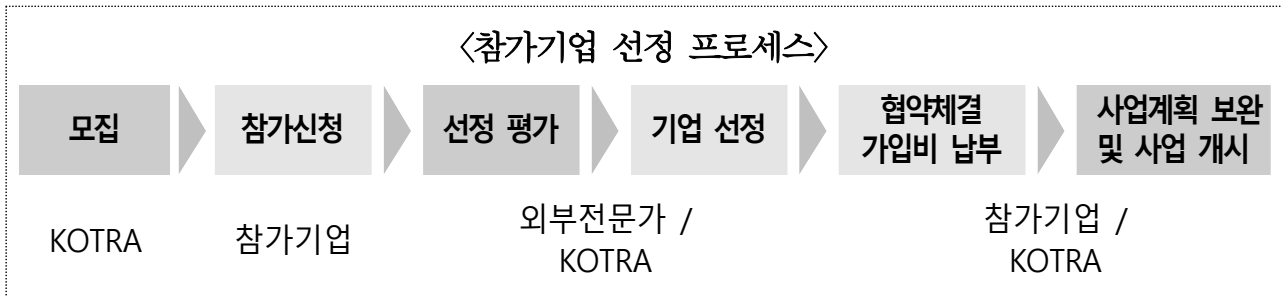 <참가기업 선정 프로세스>
모집
참가신청
선정 평가
기업 선정
협약체결
가입비 납부
사업계획 보완
및 사업 개시
KOTRA
참가기업
외부전문가 /
KOTRA
참가기업 /
KOTRA